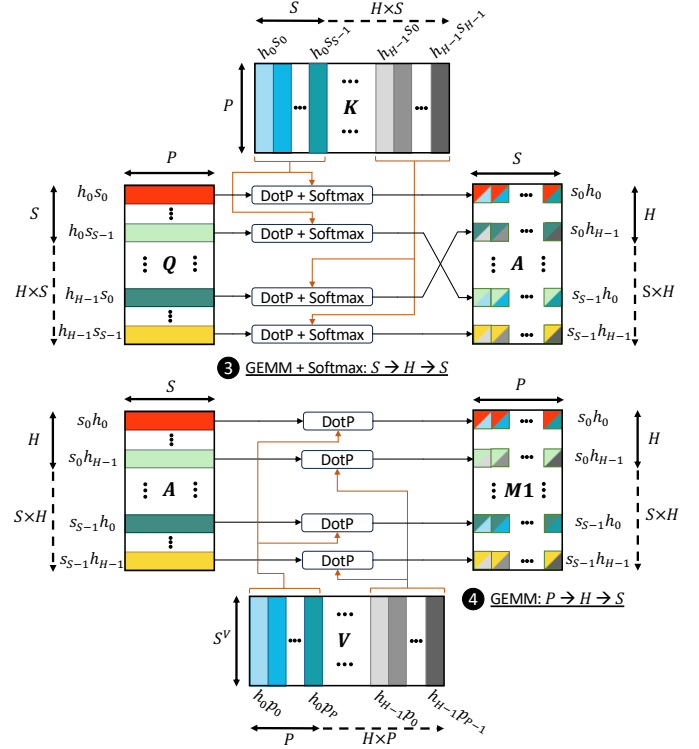 S H×S
h₀s₀ h₀s_{S-1} h_{H-1}s₀ h_{H-1}s_{H-1}
P ••• K ••• •••
P S
S h₀s₀ DotP + Softmax s₀h₀ H
h₀s_{S-1} DotP + Softmax s₀h_{H-1}
Q A
H×S h_{H-1}s₀ DotP + Softmax s_{S-1}h₀ S×H
h_{H-1}s_{S-1} DotP + Softmax s_{S-1}h_{H-1}
3 GEMM + Softmax: S → H → S
S P
H s₀h₀ DotP s₀h₀ H
s₀h_{H-1} DotP s₀h_{H-1}
A M1
S×H s_{S-1}h₀ DotP s_{S-1}h₀ S×H
s_{S-1}h_{H-1} DotP s_{S-1}h_{H-1}
4 GEMM: P → H → S
S^V ••• V ••• •••
h₀p₀ h₀p_P h_{H-1}p₀ h_{H-1}p_{P-1}
P H×P